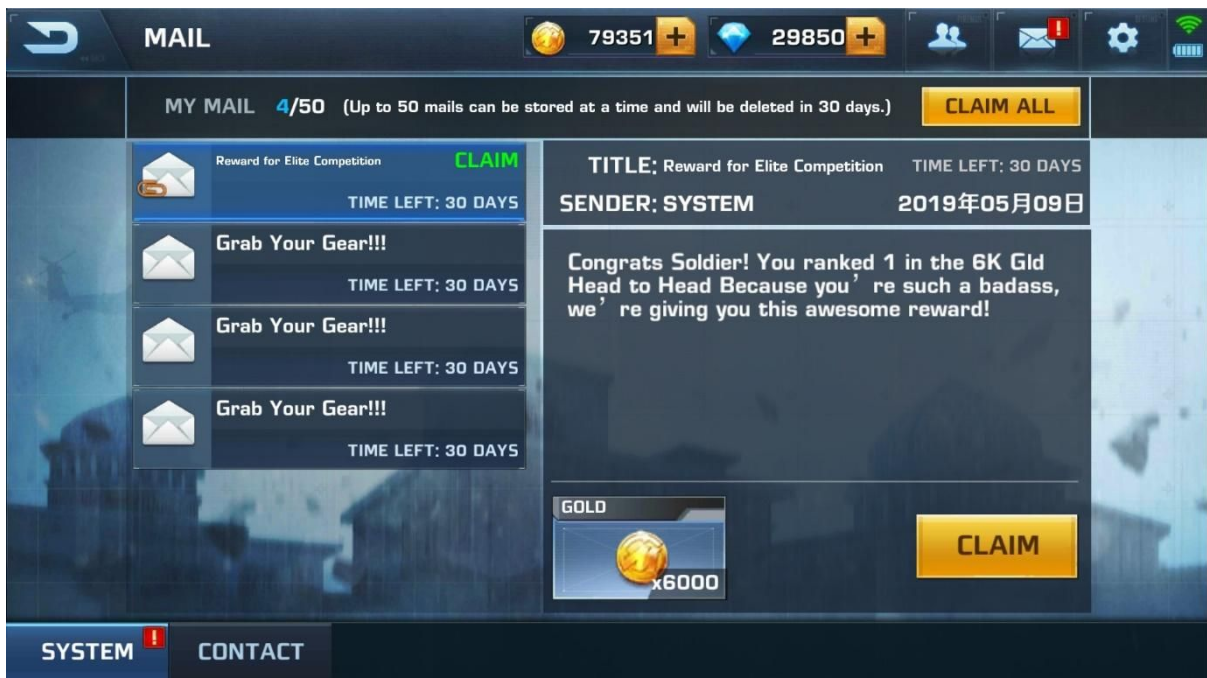 MAIL
79351
29850
MY MAIL 4/50 (Up to 50 mails can be stored at a time and will be deleted in 30 days.)
CLAIM ALL
Reward for Elite Competition CLAIM
TIME LEFT: 30 DAYS
Grab Your Gear!!!
TIME LEFT: 30 DAYS
Grab Your Gear!!!
TIME LEFT: 30 DAYS
Grab Your Gear!!!
TIME LEFT: 30 DAYS
TITLE: Reward for Elite Competition TIME LEFT: 30 DAYS
SENDER: SYSTEM 2019年05月09日
Congrats Soldier! You ranked 1 in the 6K Gld
Head to Head Because you’ re such a badass,
we’ re giving you this awesome reward!
GOLD
x6000
CLAIM
SYSTEM
CONTACT